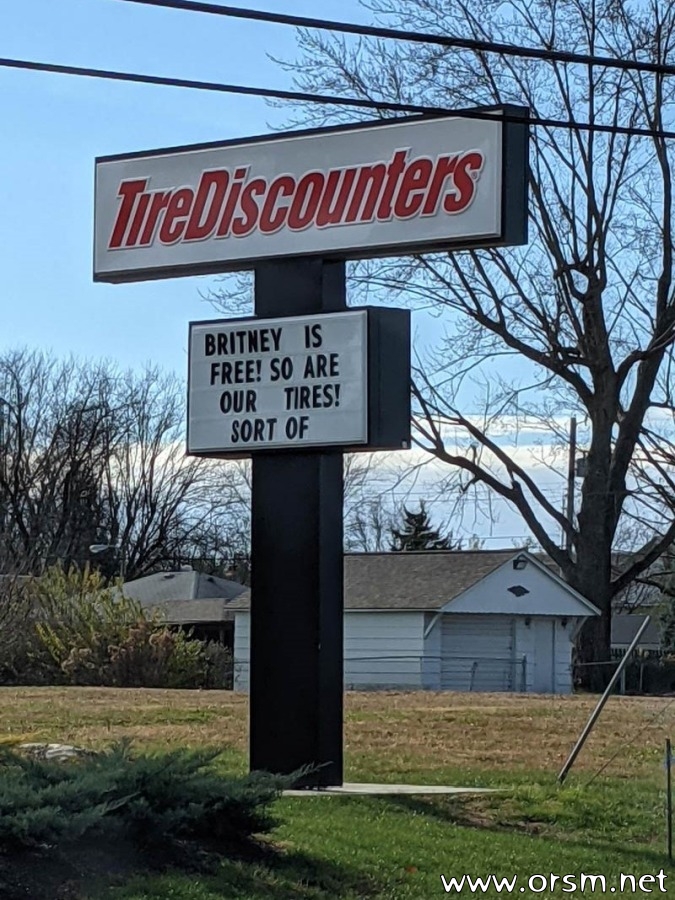 TireDiscounters
BRITNEY IS
FREE! SO ARE
OUR TIRES!
SORT OF
www.orsm.net